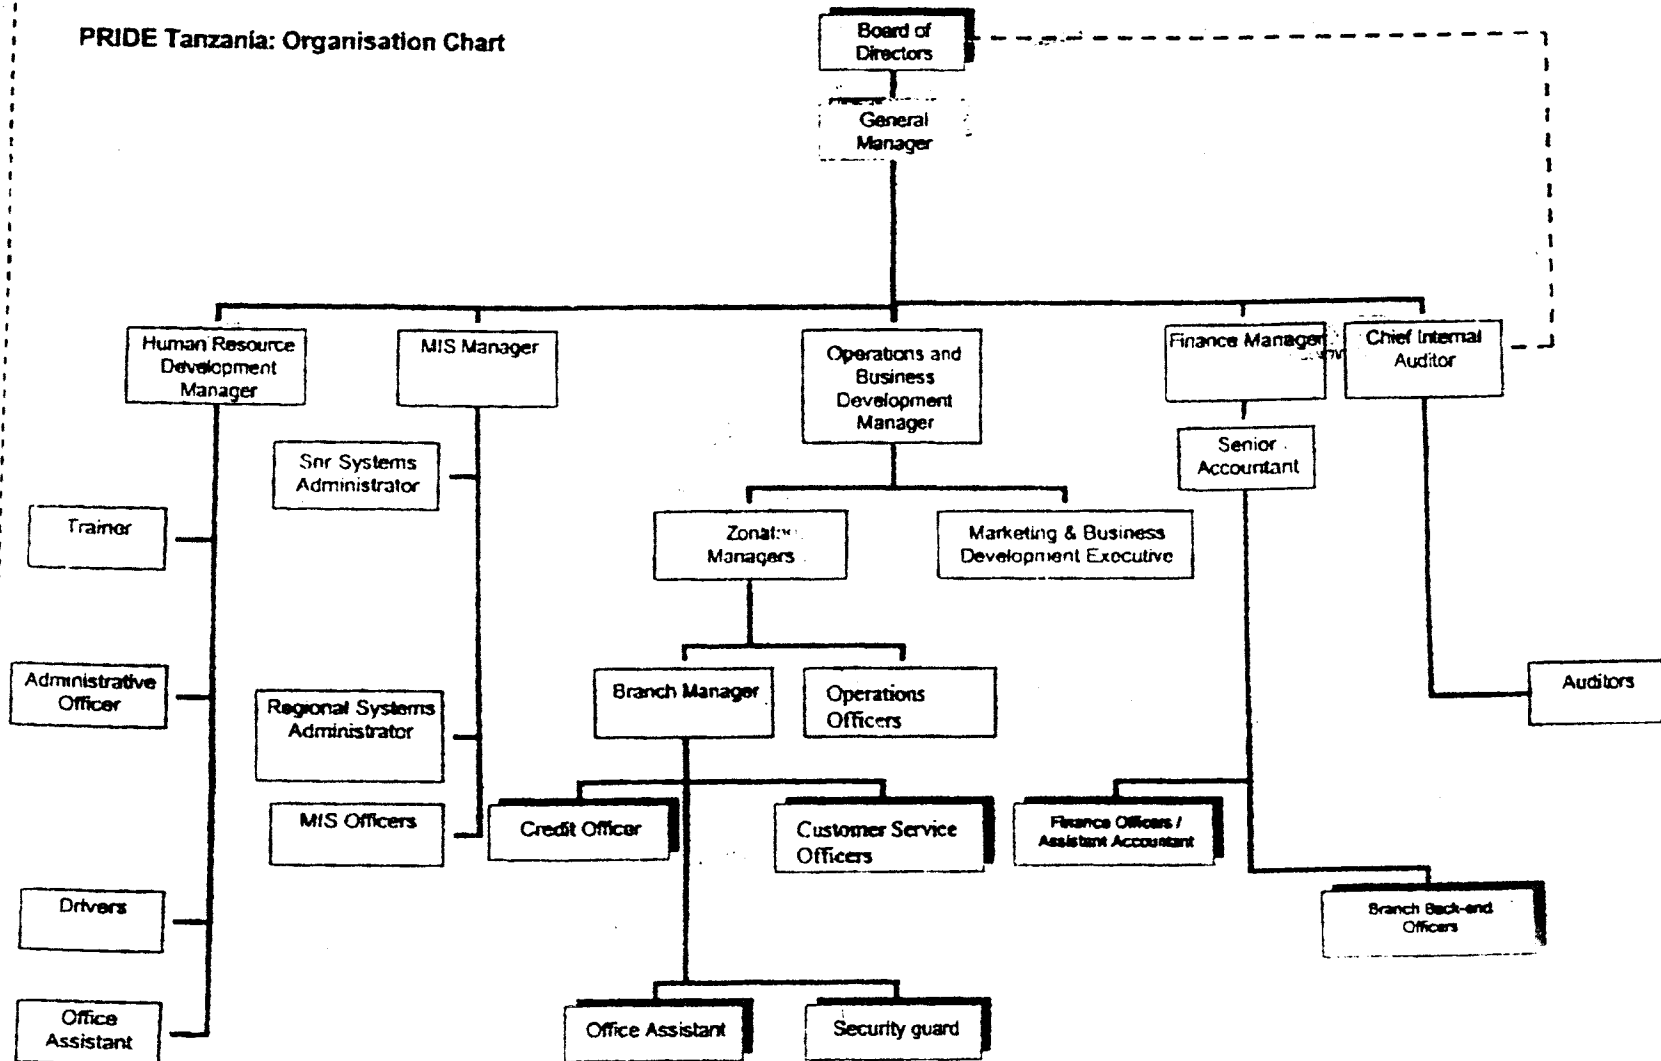 PRIDE Tanzania: Organisation Chart
Board of
Directors
General
Manager
Human Resource
Development
Manager
MIS Manager
Operations and
Business
Development
Manager
Finance Manager
Chief Internal
Auditor
Snr Systems
Administrator
Senior
Accountant
Trainer
Zonal
Managers
Marketing & Business
Development Executive
Administrative
Officer
Regional Systems
Administrator
Branch Manager
Operations
Officers
Auditors
MIS Officers
Credit Officer
Customer Service
Officers
Finance Officers /
Assistant Accountant
Drivers
Branch Back-end
Officers
Office
Assistant
Office Assistant
Security guard